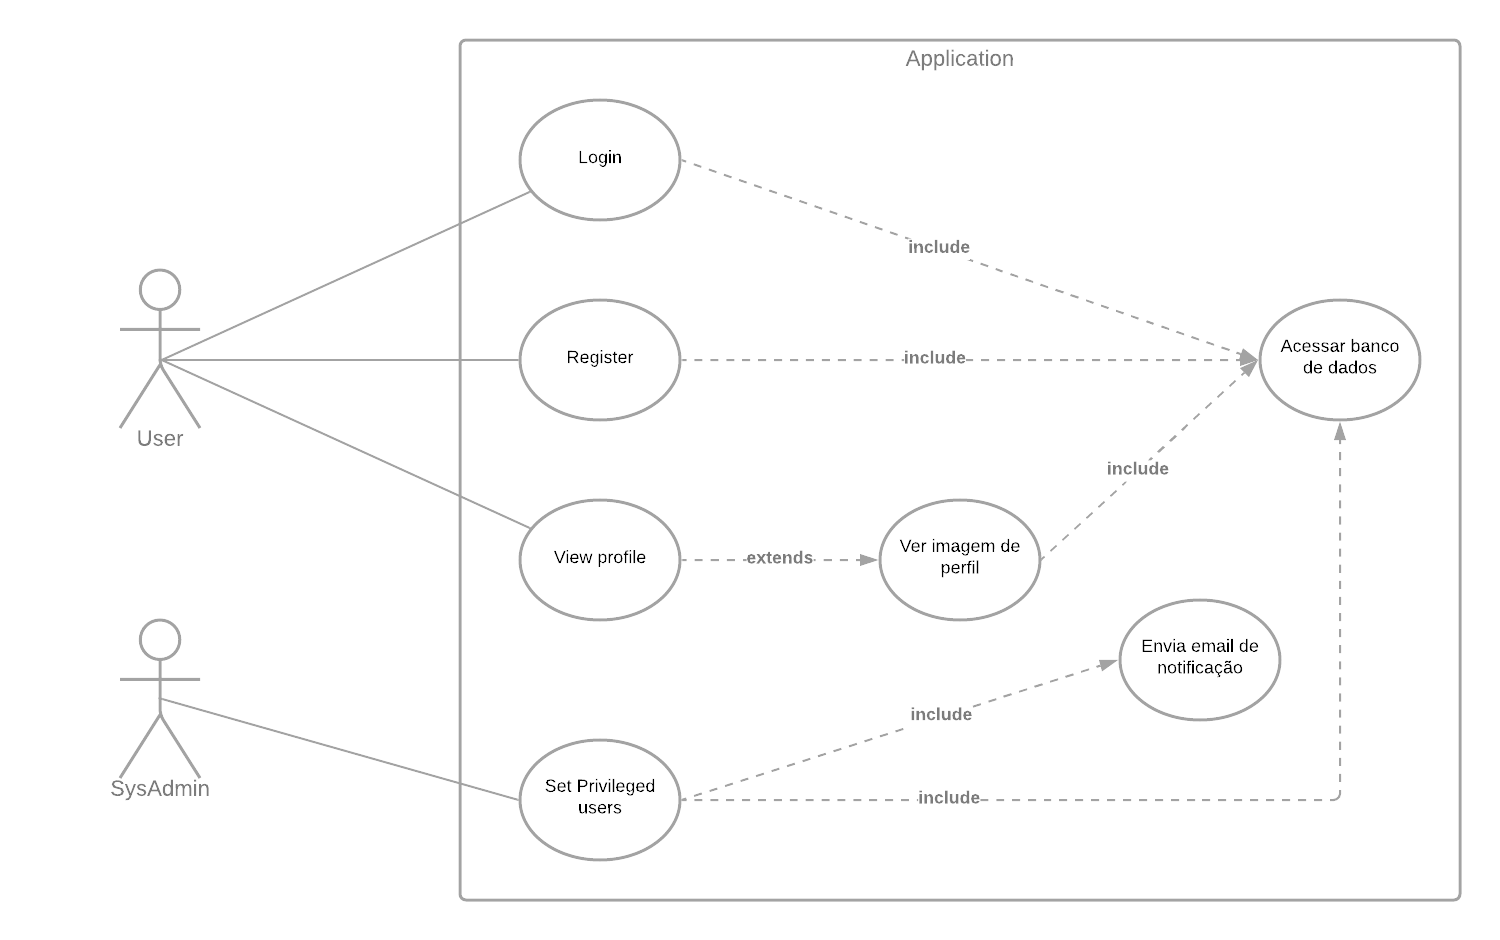 Application
Login
include
Register
include
Acessar banco
de dados
User
include
View profile
extends
Ver imagem de
perfil
Envia email de
notificação
include
SysAdmin
Set Privileged
users
include